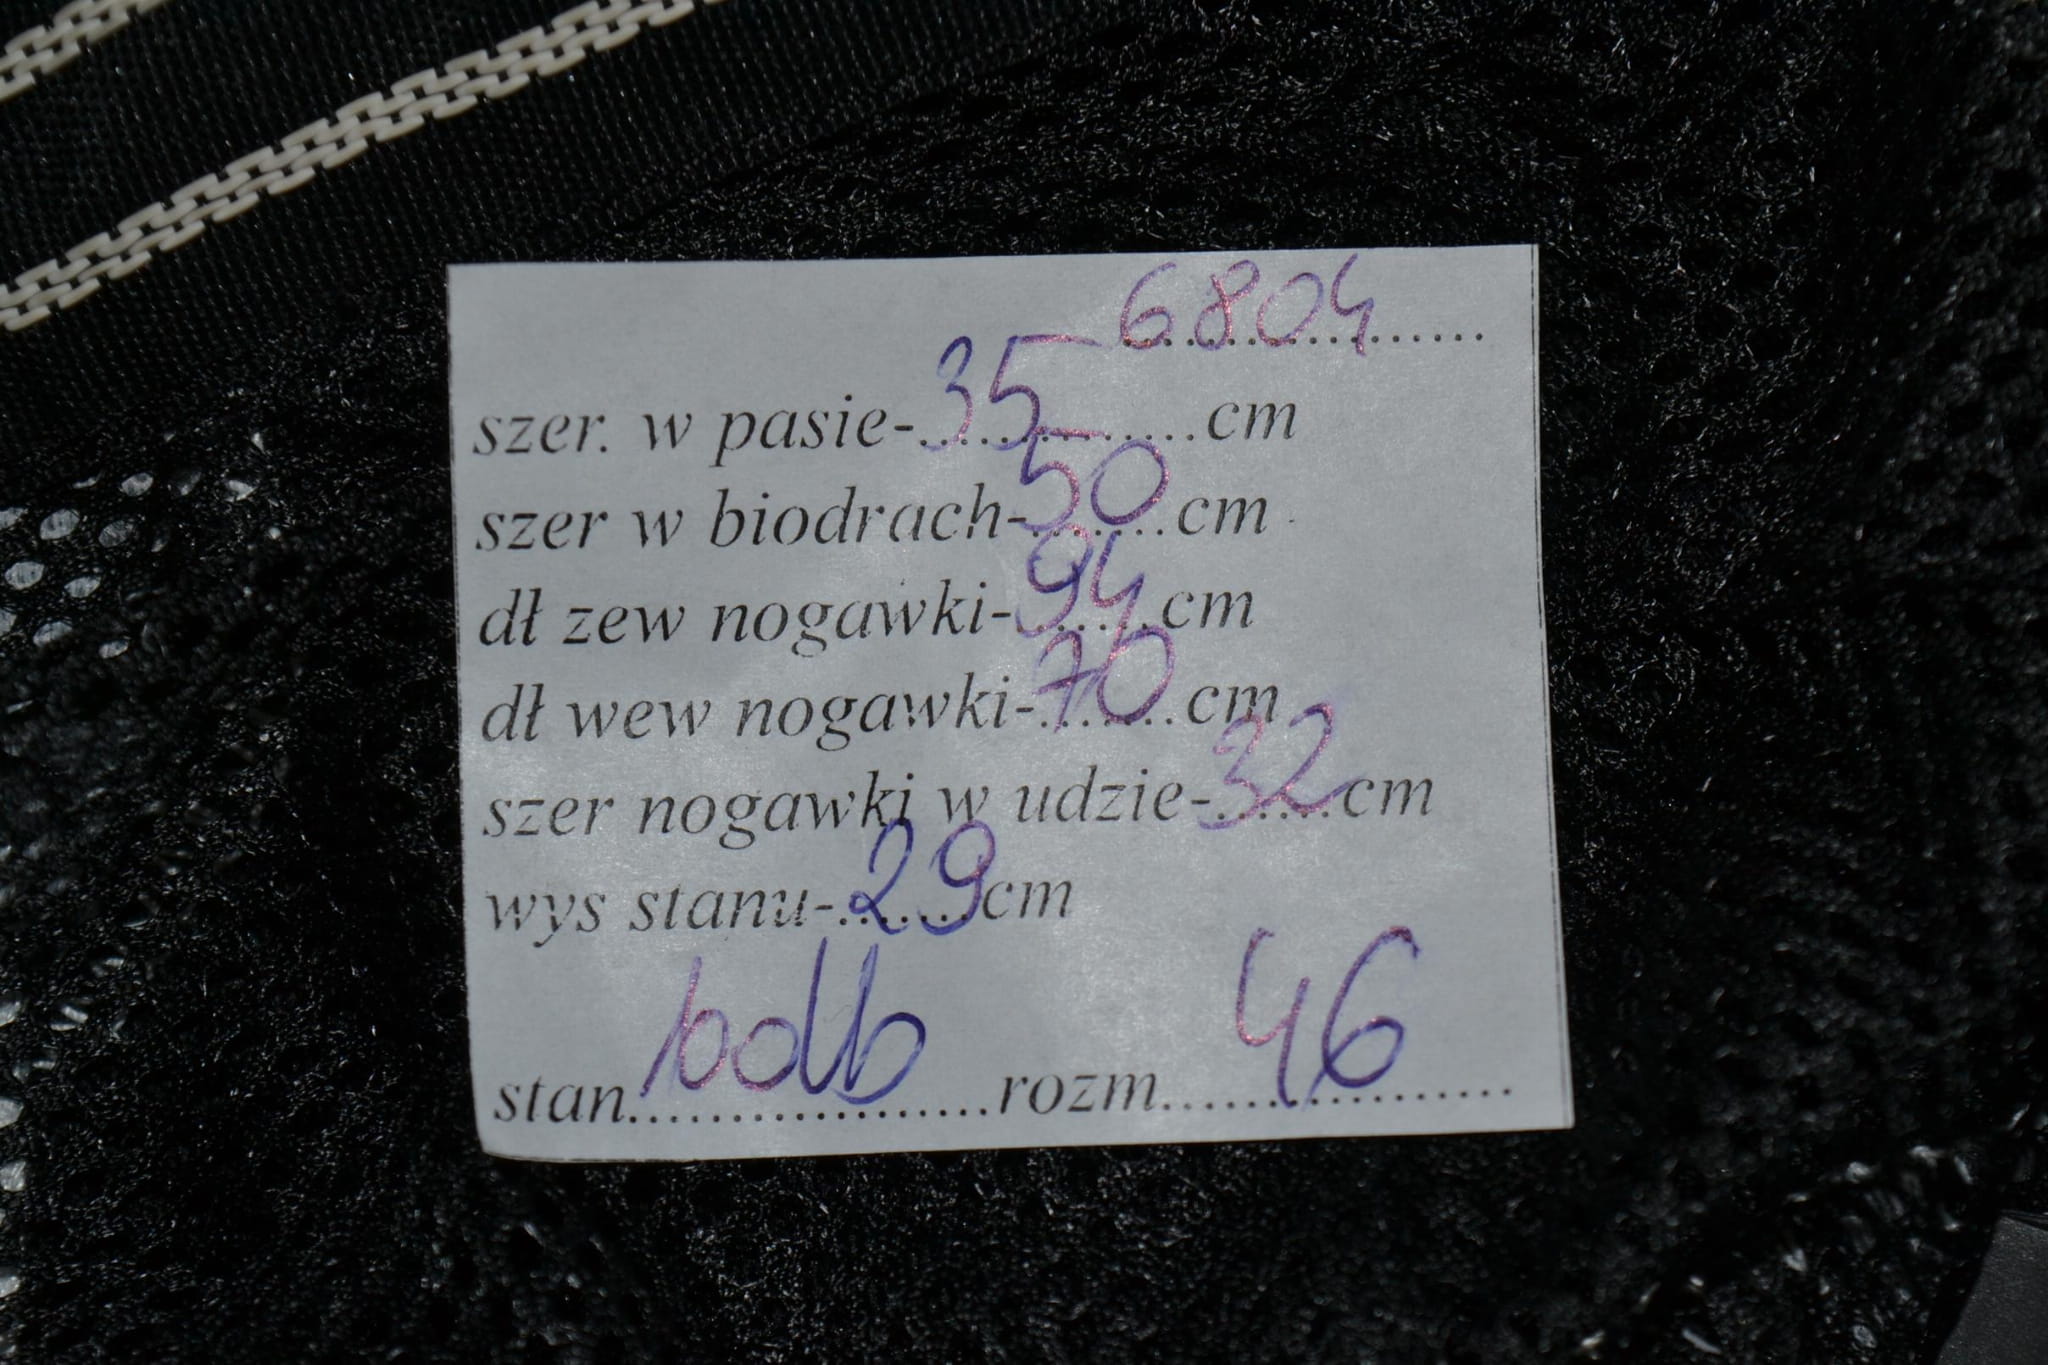 6804
szer. w pasie-35.............cm
szer w biodrach-50.......cm
dł zew nogawki-94.......cm
dł wew nogawki-70.......cm
szer nogawki w udzie-32......cm
wys stanu-29.......cm
stan bdb rozm 46